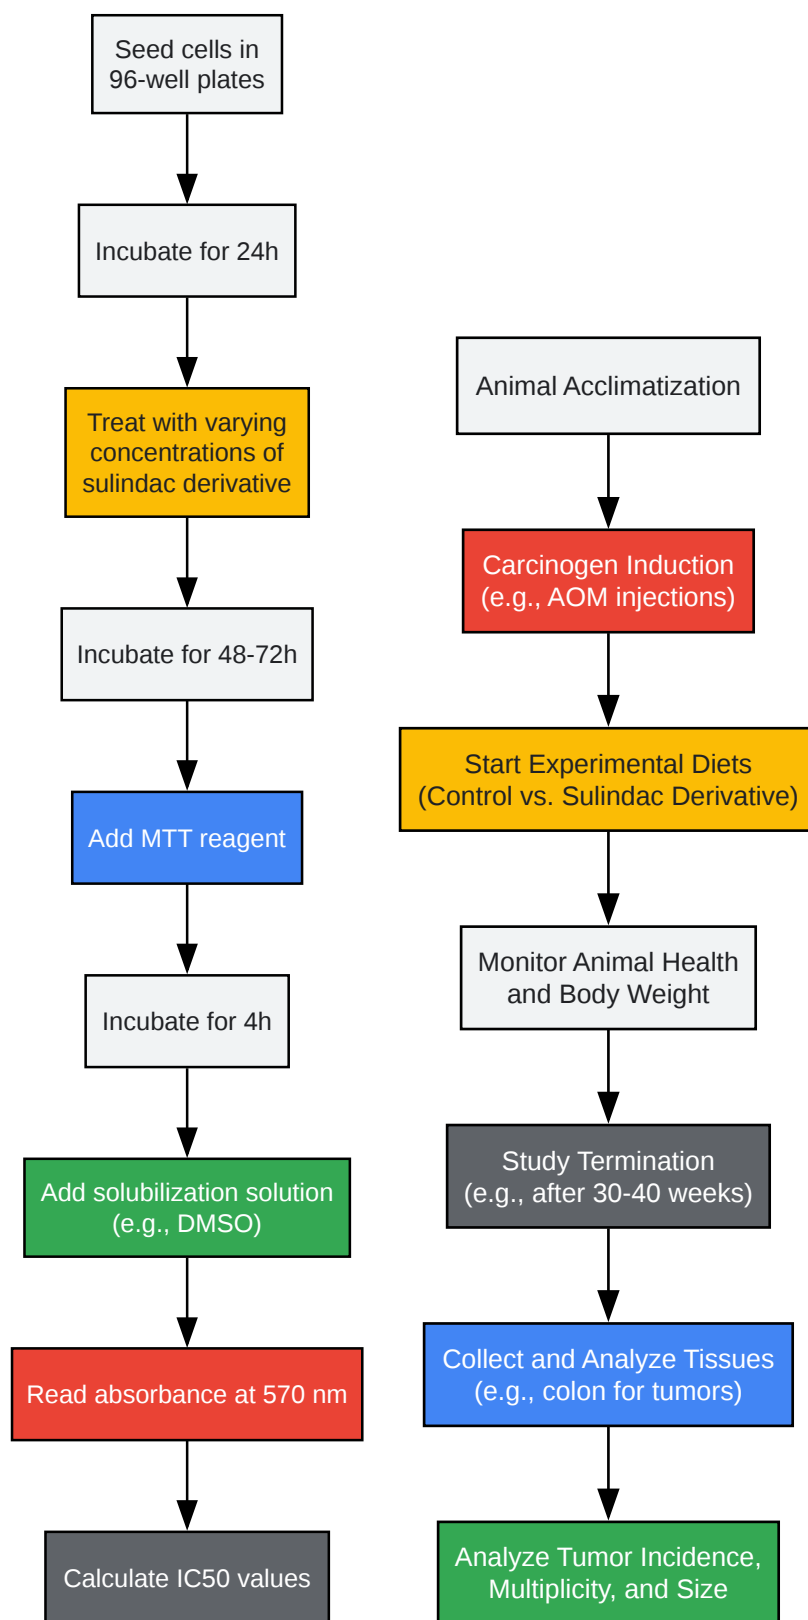 Seed cells in
96-well plates
Incubate for 24h
Treat with varying
concentrations of
sulindac derivative
Incubate for 48-72h
Add MTT reagent
Incubate for 4h
Add solubilization solution
(e.g., DMSO)
Read absorbance at 570 nm
Calculate IC50 values
Animal Acclimatization
Carcinogen Induction
(e.g., AOM injections)
Start Experimental Diets
(Control vs. Sulindac Derivative)
Monitor Animal Health
and Body Weight
Study Termination
(e.g., after 30-40 weeks)
Collect and Analyze Tissues
(e.g., colon for tumors)
Analyze Tumor Incidence,
Multiplicity, and Size